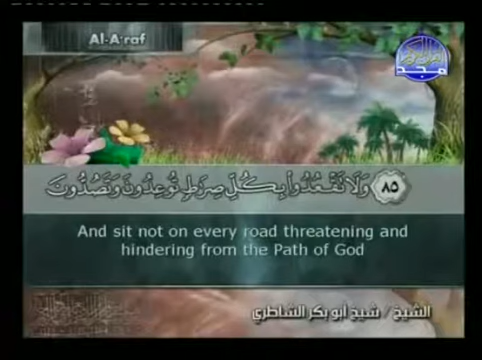 Al-A'raf
المجد
٨٥ وَلَا تَقْعُدُوا۟ بِكُلِّ صِرَٰطٍ تُوعِدُونَ وَتَصُدُّونَ
And sit not on every road threatening and
hindering from the Path of God
الشيخ / شيخ أبو بكر الشاطري